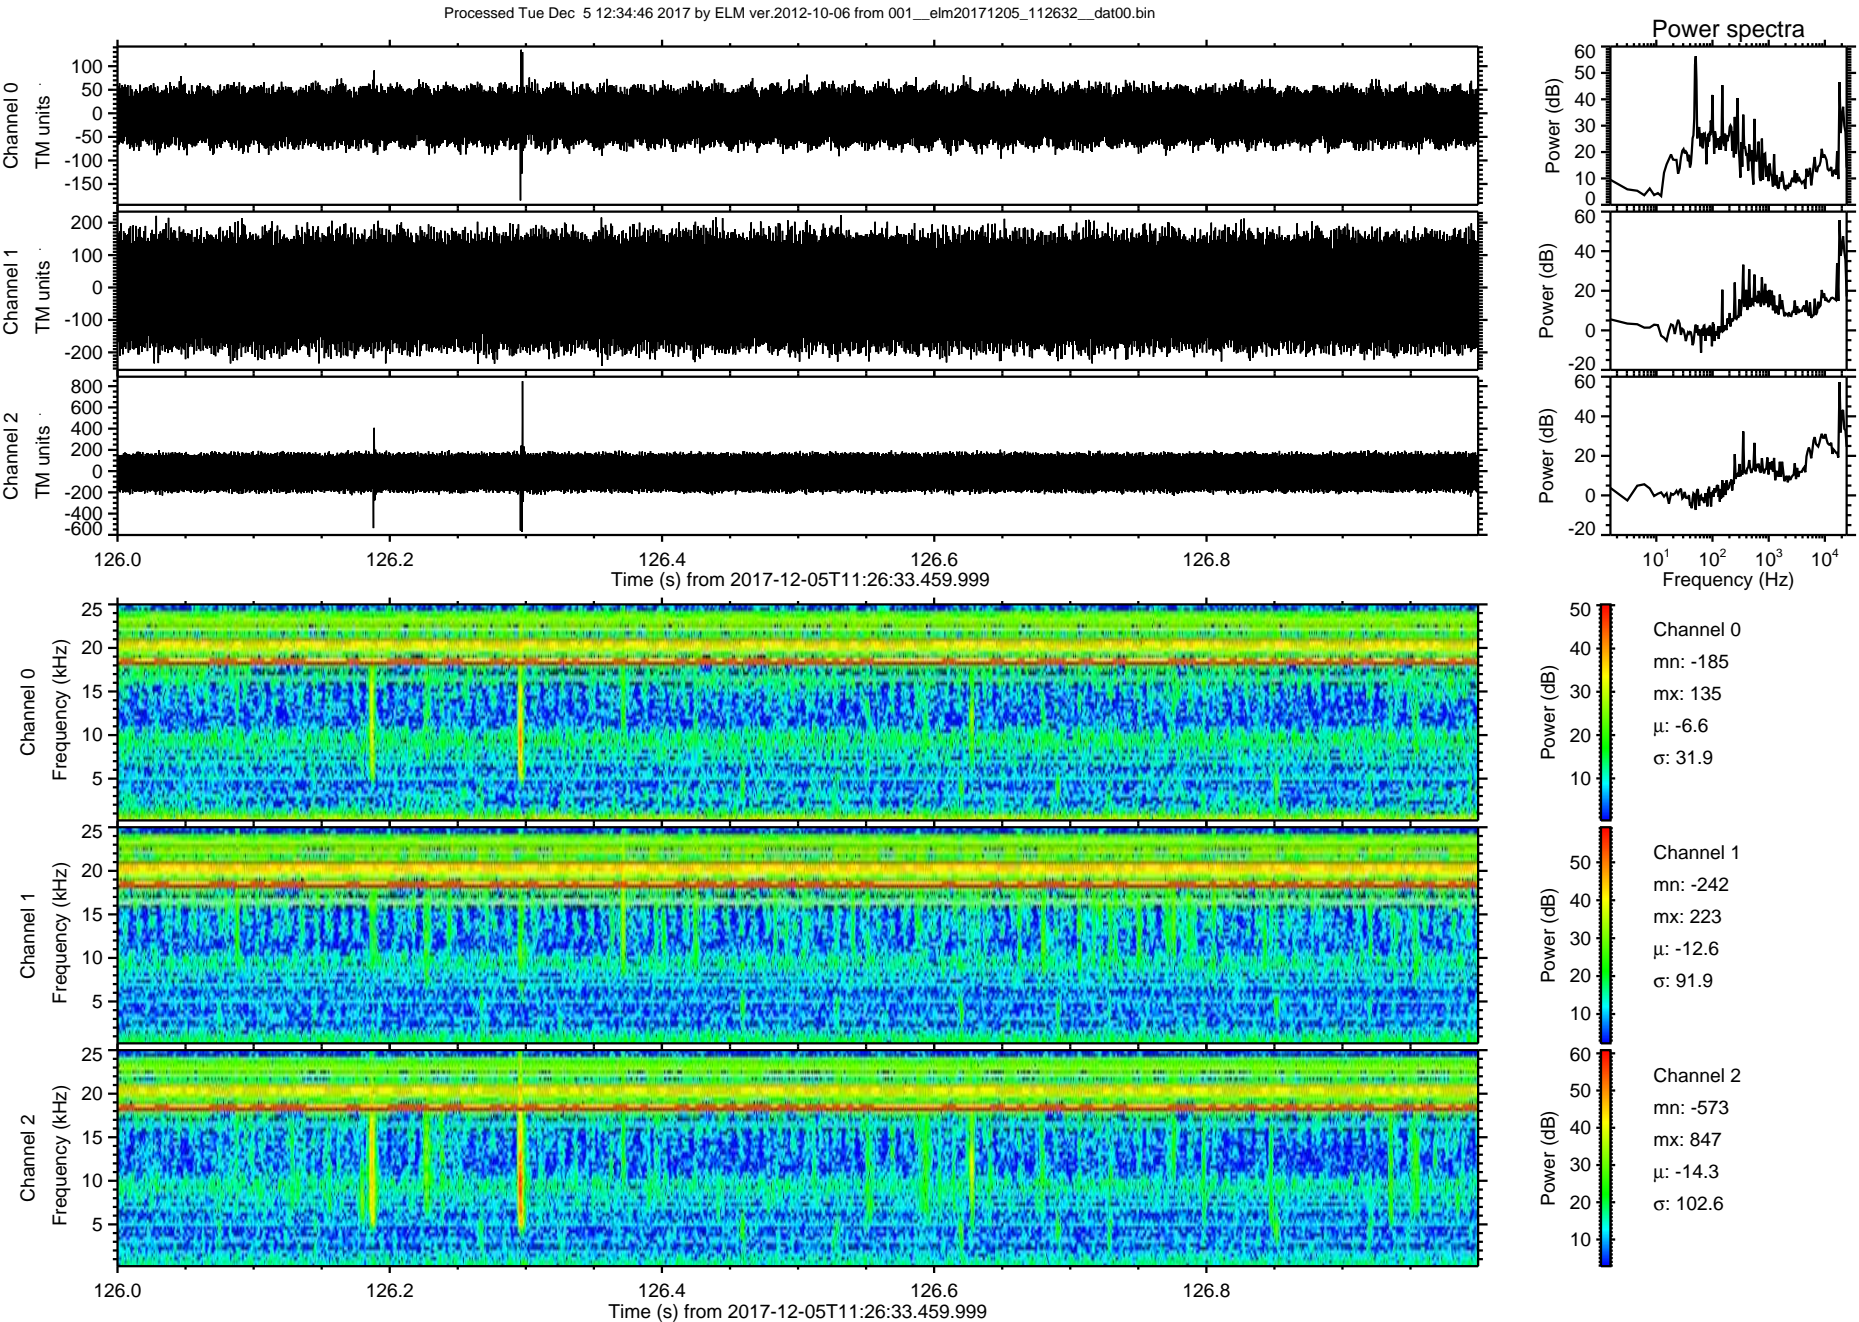 Processed Tue Dec 5 12:34:46 2017 by ELM ver.2012-10-06 from 001__elm20171205_112632__dat00.bin
Power spectra
Channel 0
TM units
100
50
0
-50
-100
-150
Power (dB)
60
50
40
30
20
10
0
Channel 1
TM units
200
100
0
-100
-200
Power (dB)
60
40
20
0
-20
Channel 2
TM units
800
600
400
200
0
-200
-400
-600
Power (dB)
60
40
20
0
-20
126.0 126.2 126.4 126.6 126.8
Time (s) from 2017-12-05T11:26:33.459.999
10^1 10^2 10^3 10^4
Frequency (Hz)
Channel 0
Frequency (kHz)
25
20
15
10
5
Power (dB)
50
40
30
20
10
Channel 0
mn: -185
mx: 135
μ: -6.6
σ: 31.9
Channel 1
Frequency (kHz)
25
20
15
10
5
Power (dB)
50
40
30
20
10
Channel 1
mn: -242
mx: 223
μ: -12.6
σ: 91.9
Channel 2
Frequency (kHz)
25
20
15
10
5
Power (dB)
60
50
40
30
20
10
Channel 2
mn: -573
mx: 847
μ: -14.3
σ: 102.6
126.0 126.2 126.4 126.6 126.8
Time (s) from 2017-12-05T11:26:33.459.999